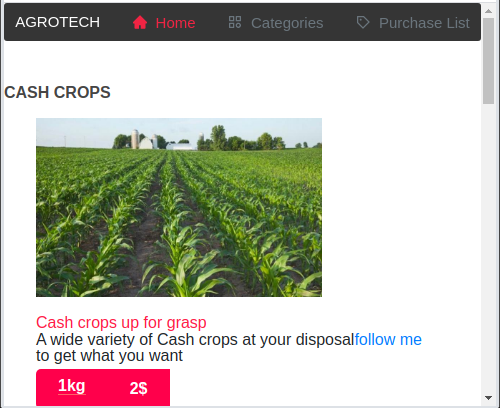 AGROTECH Home Categories Purchase List
CASH CROPS
Cash crops up for grasp
A wide variety of Cash crops at your disposalfollow me
to get what you want
1kg 2$